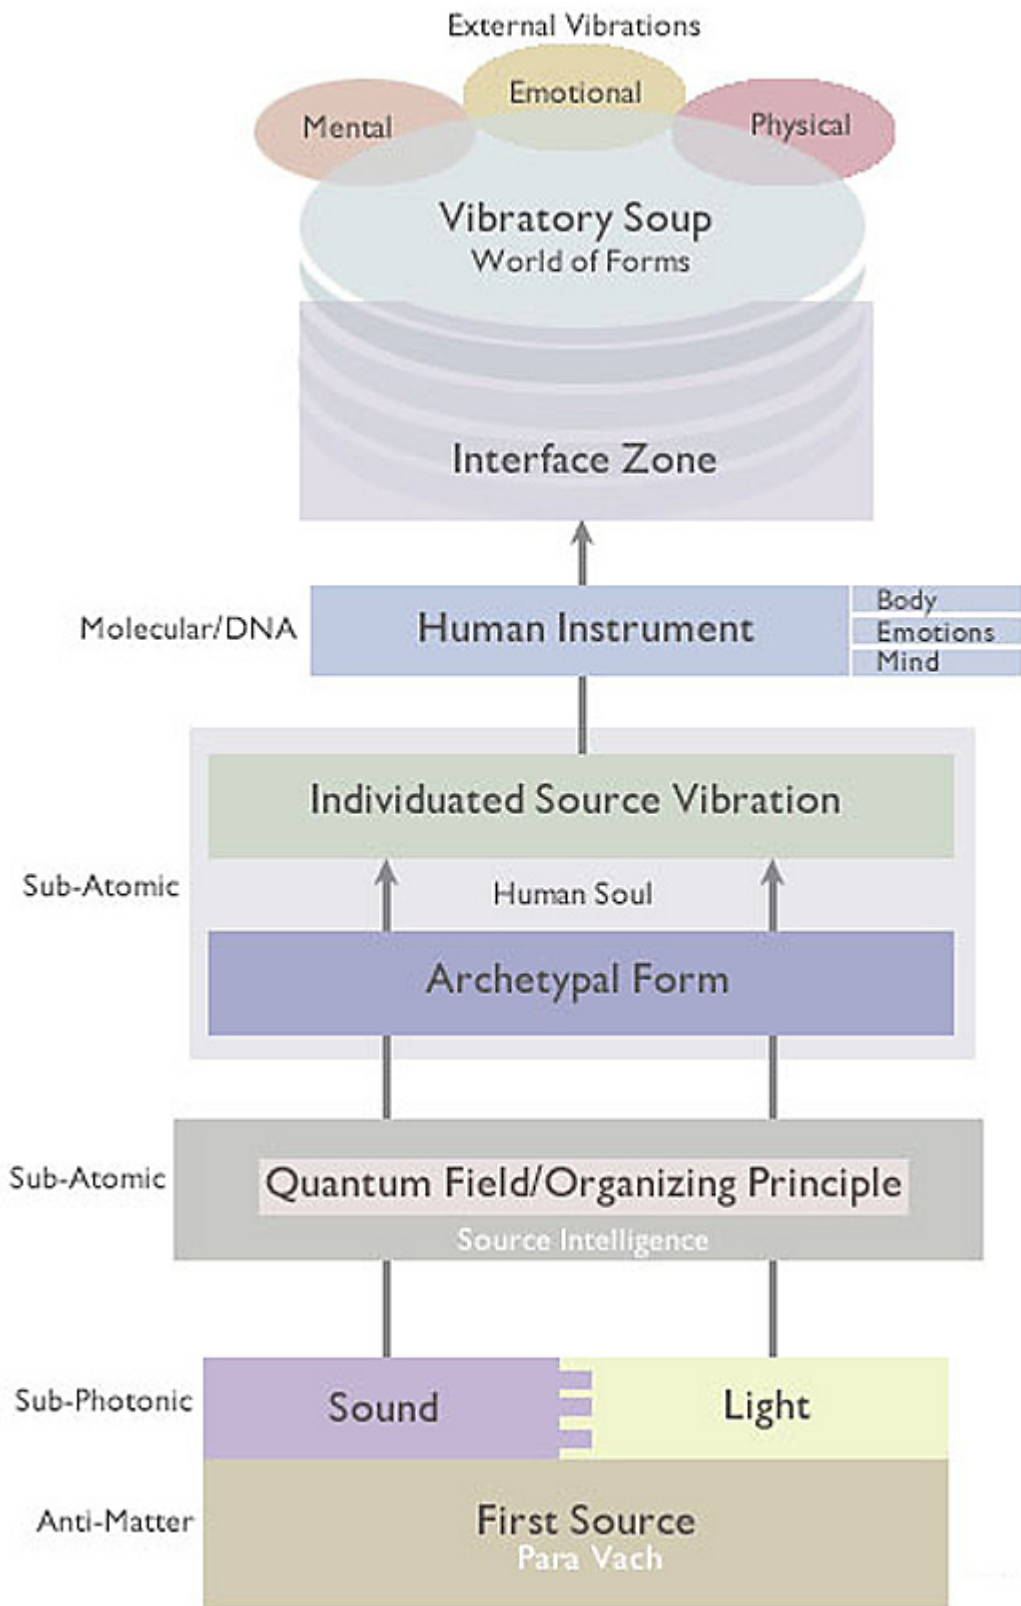 External Vibrations
Mental
Emotional
Physical
Vibratory Soup
World of Forms
Interface Zone
Molecular/DNA
Human Instrument
Body
Emotions
Mind
Individuated Source Vibration
Sub-Atomic
Human Soul
Archetypal Form
Sub-Atomic
Quantum Field/Organizing Principle
Source Intelligence
Sub-Photonic
Sound
Light
Anti-Matter
First Source
Para Vach